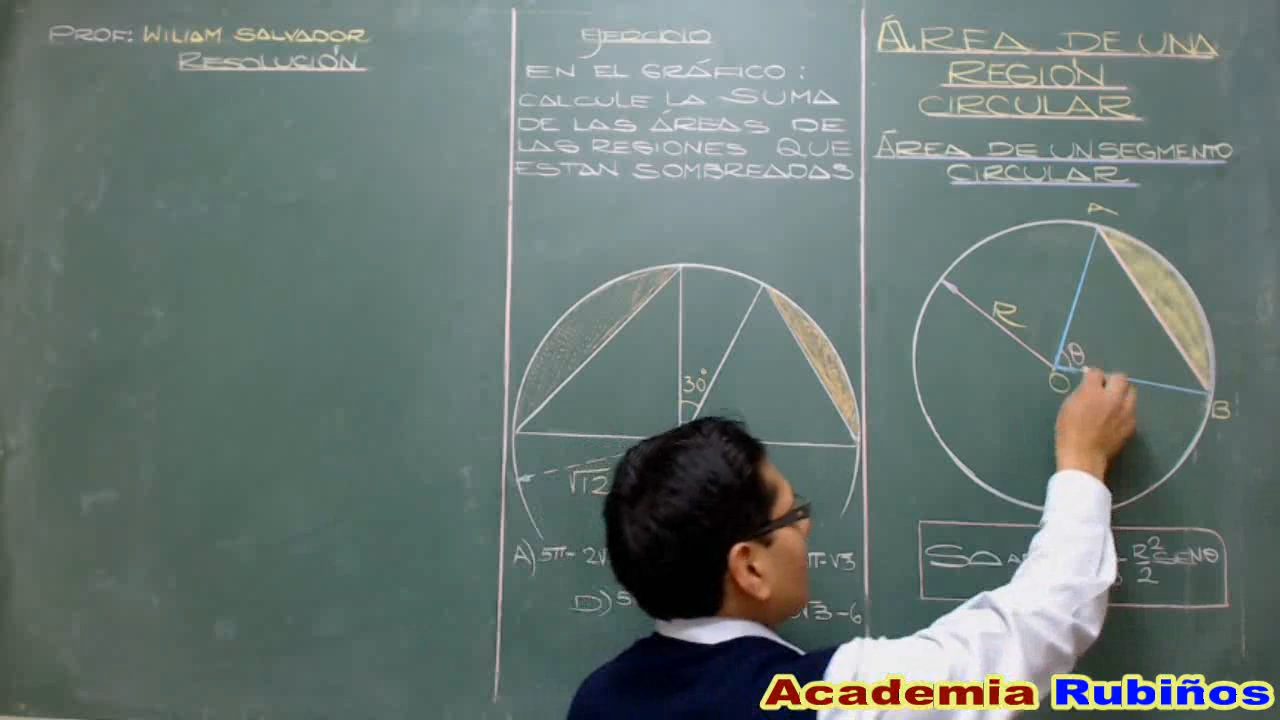 PROF: WILIAM SALVADOR
RESOLUCIÓN
EJERCICIO
EN EL GRÁFICO:
CALCULE LA SUMA
DE LAS ÁREAS DE
LAS REGIONES QUE
ESTAN SOMBREADAS
30°
√12
A) 5π - 2√
π-√3
D) 5
√3-6
ÁREA DE UNA
REGIÓN
CIRCULAR
ÁREA DE UN SEGMENTO
CIRCULAR
A
R
θ
O
B
R²
SENθ
2
Academia Rubiños